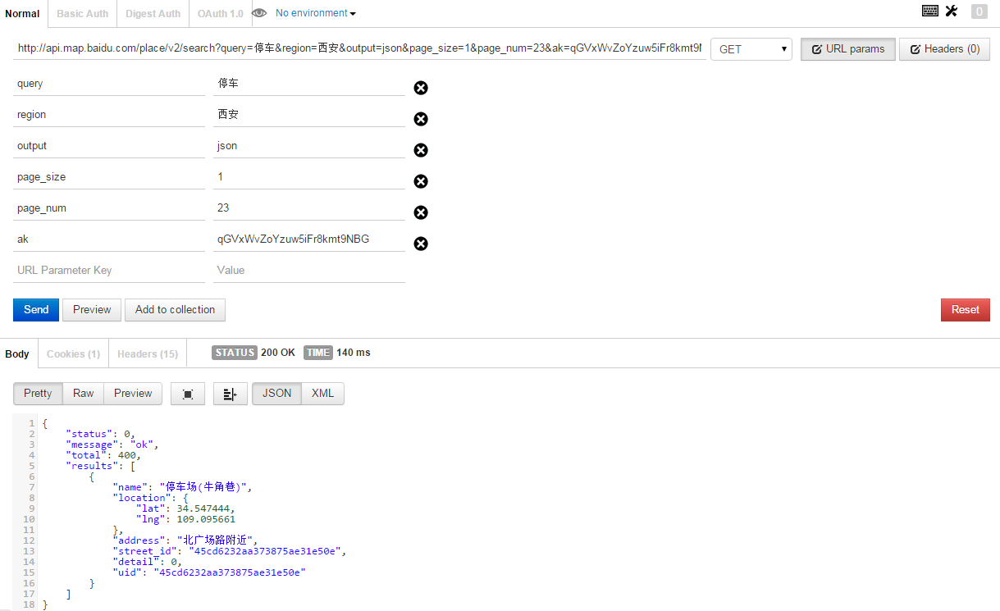 Normal Basic Auth Digest Auth OAuth 1.0 No environment 0
http://api.map.baidu.com/place/v2/search?query=停车&region=西安&output=json&page_size=1&page_num=23&ak=qGVxWvZoYzuw5iFr8kmt9 GET URL params Headers (0)
query 停车
region 西安
output json
page_size 1
page_num 23
ak qGVxWvZoYzuw5iFr8kmt9NBG
URL Parameter Key Value
Send Preview Add to collection Reset
Body Cookies (1) Headers (15) STATUS 200 OK TIME 140 ms
Pretty Raw Preview JSON XML
1 {
2 "status": 0,
3 "message": "ok",
4 "total": 400,
5 "results": [
6 {
7 "name": "停车场(牛角巷)",
8 "location": {
9 "lat": 34.547444,
10 "lng": 109.095661
11 },
12 "address": "北广场路附近",
13 "street_id": "45cd6232aa373875ae31e50e",
14 "detail": 0,
15 "uid": "45cd6232aa373875ae31e50e"
16 }
17 ]
18 }